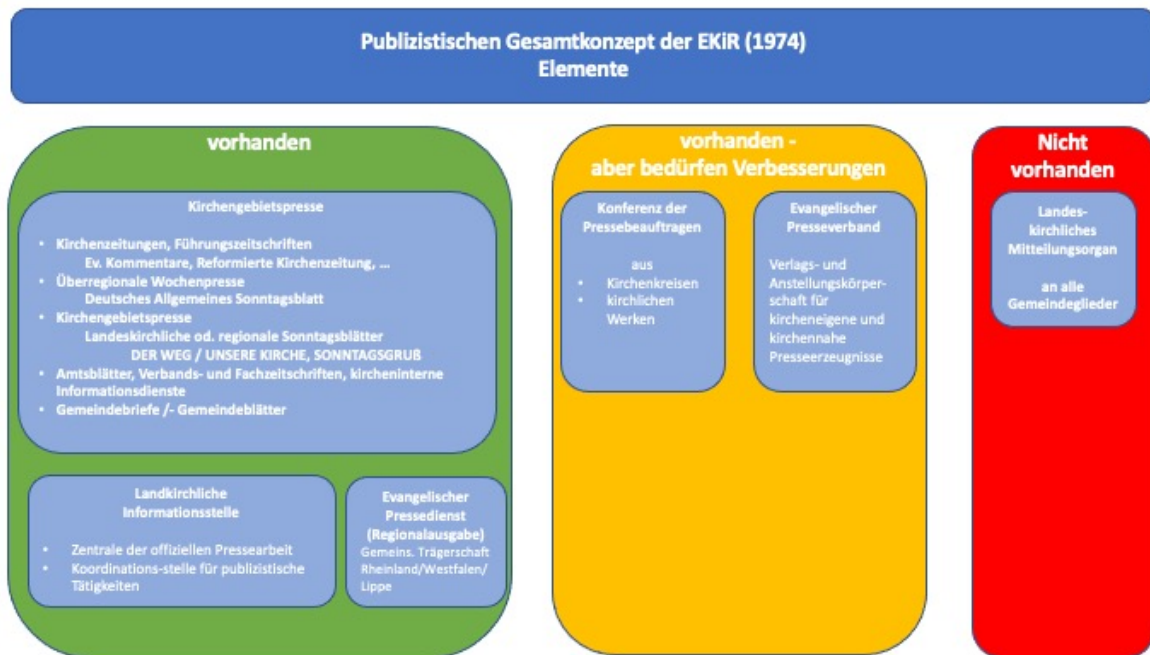 Publizistischen Gesamtkonzept der EKiR (1974)
Elemente
vorhanden
Kirchengebietspresse
• Kirchenzeitungen, Führungszeitschriften
Ev. Kommentare, Reformierte Kirchenzeitung, ...
• Überregionale Wochenpresse
Deutsches Allgemeines Sonntagsblatt
• Kirchengebietspresse
Landeskirchliche od. regionale Sonntagsblätter
DER WEG / UNSERE KIRCHE, SONNTAGSGRUß
• Amtsblätter, Verbands- und Fachzeitschriften, kircheninterne
Informationsdienste
• Gemeindebriefe /- Gemeindeblätter
Landkirchliche
Informationsstelle
• Zentrale der offiziellen Pressearbeit
• Koordinations-stelle für publizistische
Tätigkeiten
Evangelischer
Pressedienst
(Regionalausgabe)
Gemeins. Trägerschaft
Rheinland/Westfalen/
Lippe
vorhanden -
aber bedürfen Verbesserungen
Konferenz der
Pressebeauftragen
aus
• Kirchenkreisen
• kirchlichen
Werken
Evangelischer
Presseverband
Verlags- und
Anstellungskörper-
schaft für
kircheneigene und
kirchennahe
Presseerzeugnisse
Nicht
vorhanden
Landes-
kirchliches
Mitteilungsorgan
an alle
Gemeindeglieder